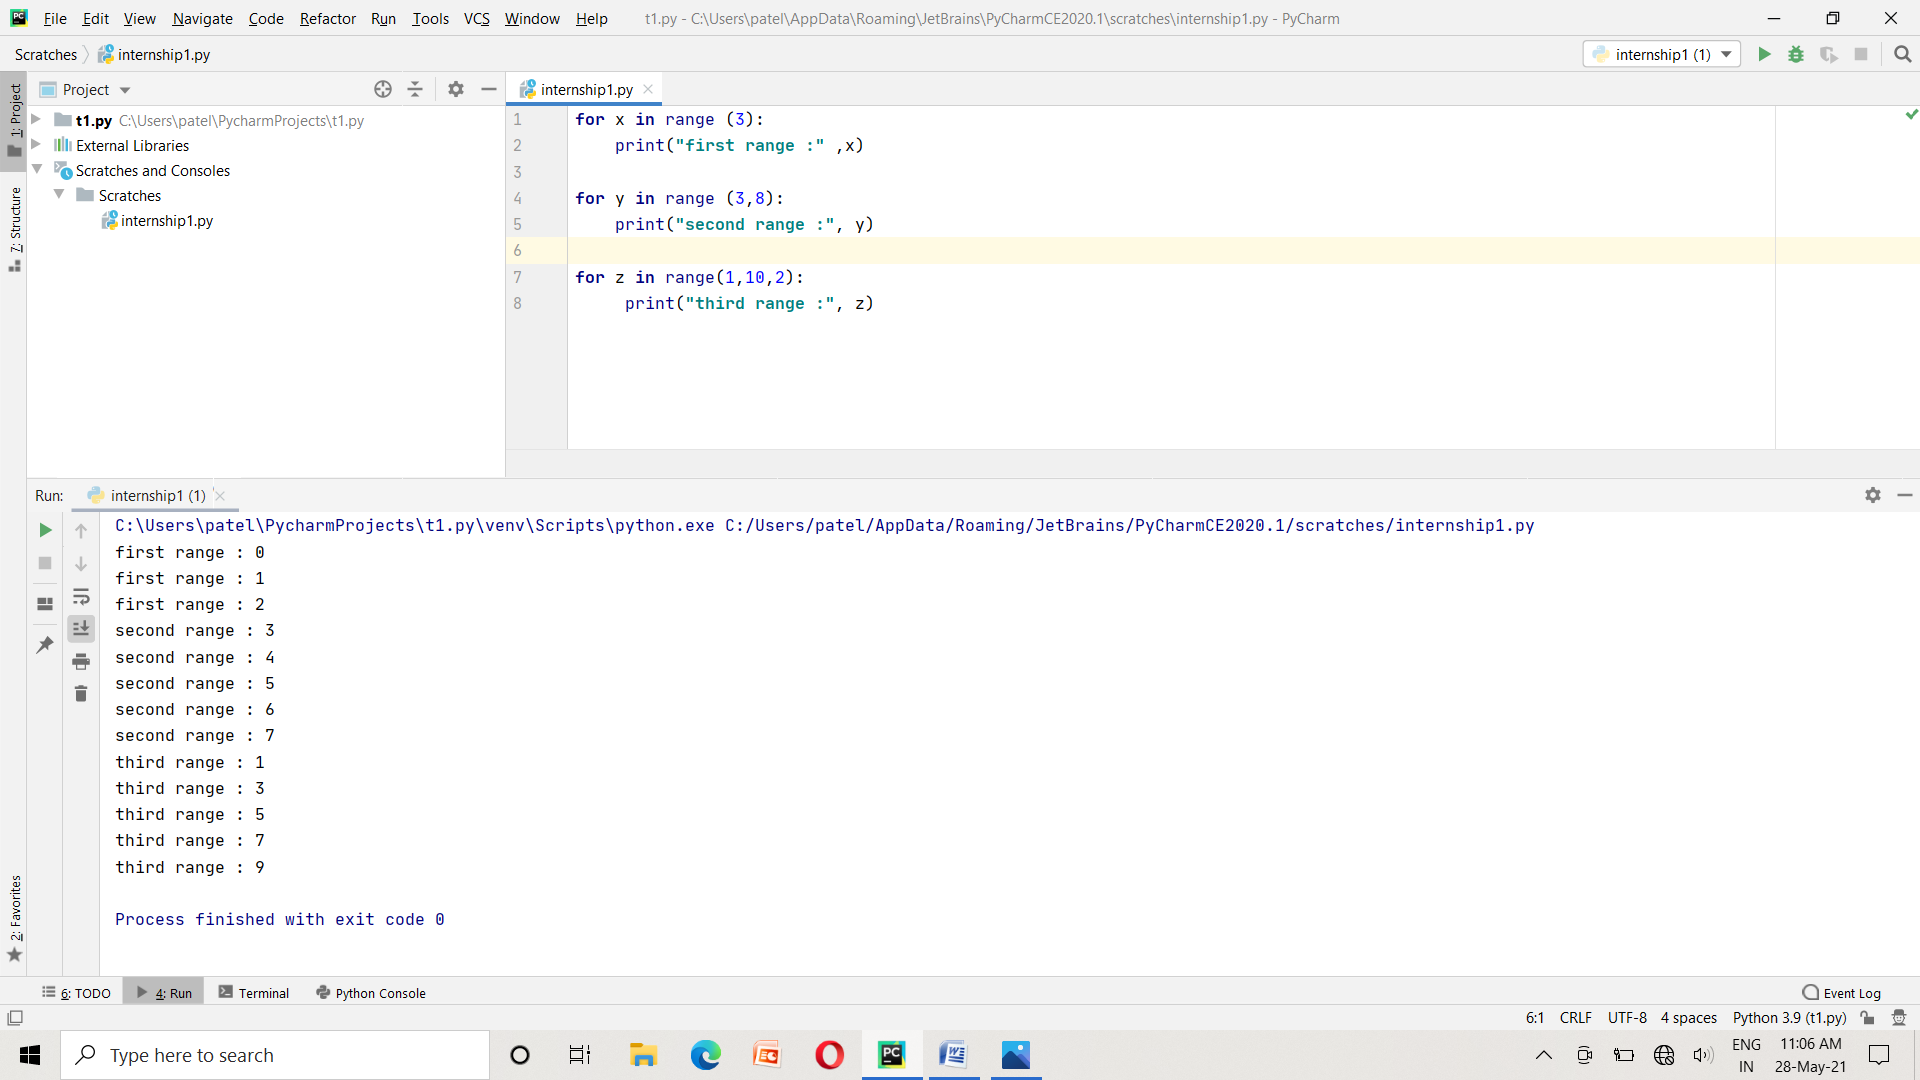 File Edit View Navigate Code Refactor Run Tools VCS Window Help t1.py - C:\Users\patel\AppData\Roaming\JetBrains\PyCharmCE2020.1\scratches\internship1.py - PyCharm
Scratches internship1.py internship1 (1)
1: Project
Project
internship1.py
t1.py C:\Users\patel\PycharmProjects\t1.py
External Libraries
Scratches and Consoles
Scratches
internship1.py
7: Structure
1 for x in range (3):
2 print("first range :" ,x)
3
4 for y in range (3,8):
5 print("second range :", y)
6
7 for z in range(1,10,2):
8 print("third range :", z)
Run: internship1 (1)
C:\Users\patel\PycharmProjects\t1.py\venv\Scripts\python.exe C:/Users/patel/AppData/Roaming/JetBrains/PyCharmCE2020.1/scratches/internship1.py
first range : 0
first range : 1
first range : 2
second range : 3
second range : 4
second range : 5
second range : 6
second range : 7
third range : 1
third range : 3
third range : 5
third range : 7
third range : 9
Process finished with exit code 0
2: Favorites
6: TODO 4: Run Terminal Python Console Event Log
6:1 CRLF UTF-8 4 spaces Python 3.9 (t1.py)
Type here to search
ENG
IN
11:06 AM
28-May-21